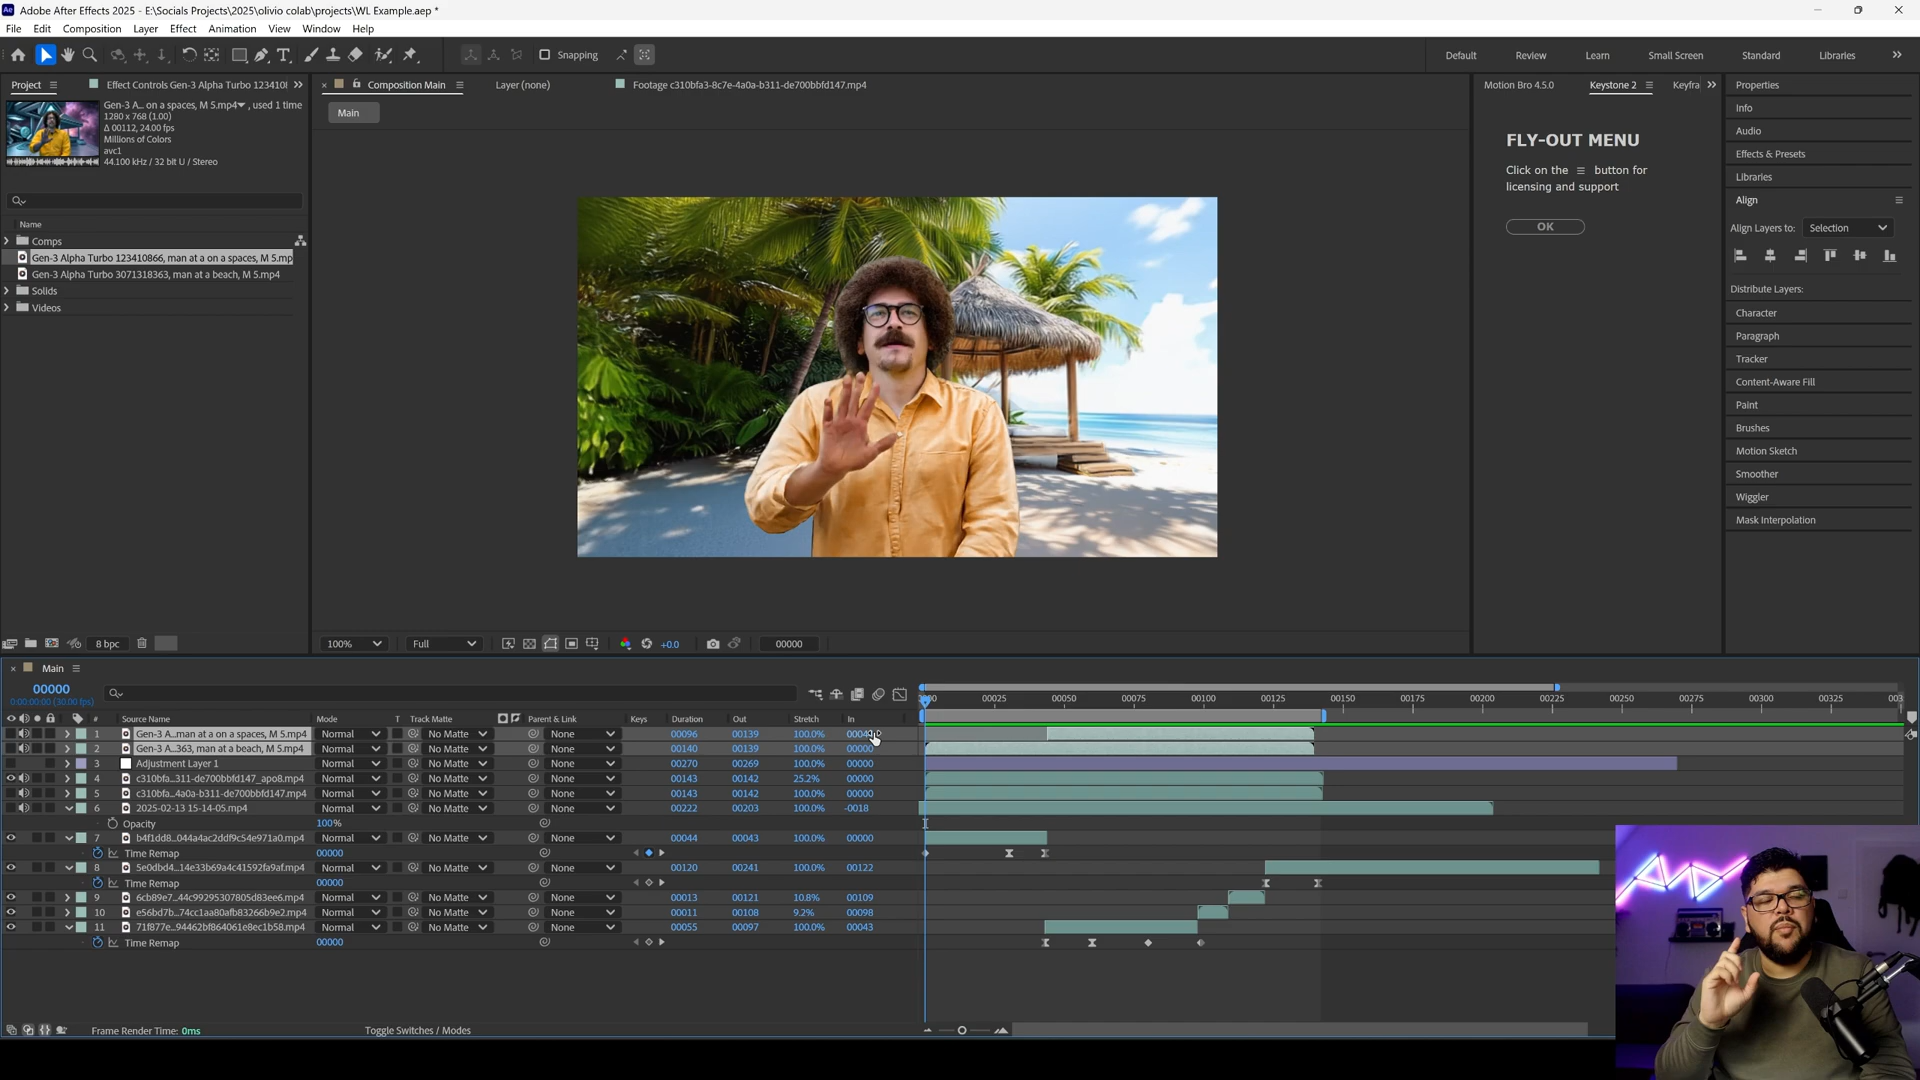 Adobe After Effects 2025 - E:\Socials Projects\2025\olivio colab\projects\WL Example.aep *
File Edit Composition Layer Effect Animation View Window Help
Snapping
Default Review Learn Small Screen Standard Libraries
Project Effect Controls Gen-3 Alpha Turbo 1234108
Composition Main
Layer (none)
Footage c310bfa3-8c7e-4a0a-b311-de700bbfd147.mp4
Motion Bro 4.5.0 Keystone 2 Keyfra
Main
Gen-3 A... on a spaces, M 5.mp4, used 1 time
1280 x 768 (1.00)
Δ 00112, 24.00 fps
Millions of Colors
avc1
44.100 kHz / 32 bit U / Stereo
Name
Comps
Gen-3 Alpha Turbo 123410866, man at a on a spaces, M 5.mp
Gen-3 Alpha Turbo 3071318363, man at a beach, M 5.mp4
Solids
Videos
FLY-OUT MENU
Click on the ≡ button for
licensing and support
OK
Properties
Info
Audio
Effects & Presets
Libraries
Align
Align Layers to: Selection
Distribute Layers:
Character
Paragraph
Tracker
Content-Aware Fill
Paint
Brushes
Motion Sketch
Smoother
Wiggler
Mask Interpolation
8 bpc
100% Full +0.0 00000
Main
00000
0:00:00:00 (30.00 fps)
00025 00050 00075 00100 00125 00150 00175 00200 00225 00250 00275 00300 00325
# Source Name Mode T Track Matte Parent & Link Keys Duration Out Stretch In
1 Gen-3 A...man at a on a spaces, M 5.mp4 Normal No Matte None 00096 00139 100.0%
2 Gen-3 A...363, man at a beach, M 5.mp4 Normal No Matte None 00140 00139 100.0% 00000
3 Adjustment Layer 1 Normal No Matte None 00270 00269 100.0% 00000
4 c310bfa...311-de700bbfd147_apo8.mp4 Normal No Matte None 00143 00142 25.2% 00000
5 c310bfa...4a0a-b311-de700bbfd147.mp4 Normal No Matte None 00143 00142 100.0% 00000
6 2025-02-13 15-14-05.mp4 Normal No Matte None 00222 00203 100.0% -0018
Opacity 100%
7 b4f1dd8...044a4ac2ddf9c54e971a0.mp4 Normal No Matte None 00044 00043 100.0% 00000
Time Remap 00000
8 5e0dbd4...14e33b69a4c41592fa9af.mp4 Normal No Matte None 00120 00241 100.0% 00122
Time Remap 00000
9 6cb89e7...44c99295307805d83ee6.mp4 Normal No Matte None 00013 00121 10.8% 00109
10 e56bd7b...74cc1aa80afb83266b9e2.mp4 Normal No Matte None 00011 00108 9.2% 00098
11 71f877e...94462bf864061e8ec1b58.mp4 Normal No Matte None 00055 00097 100.0% 00043
Time Remap 00000
Frame Render Time: 0ms Toggle Switches / Modes